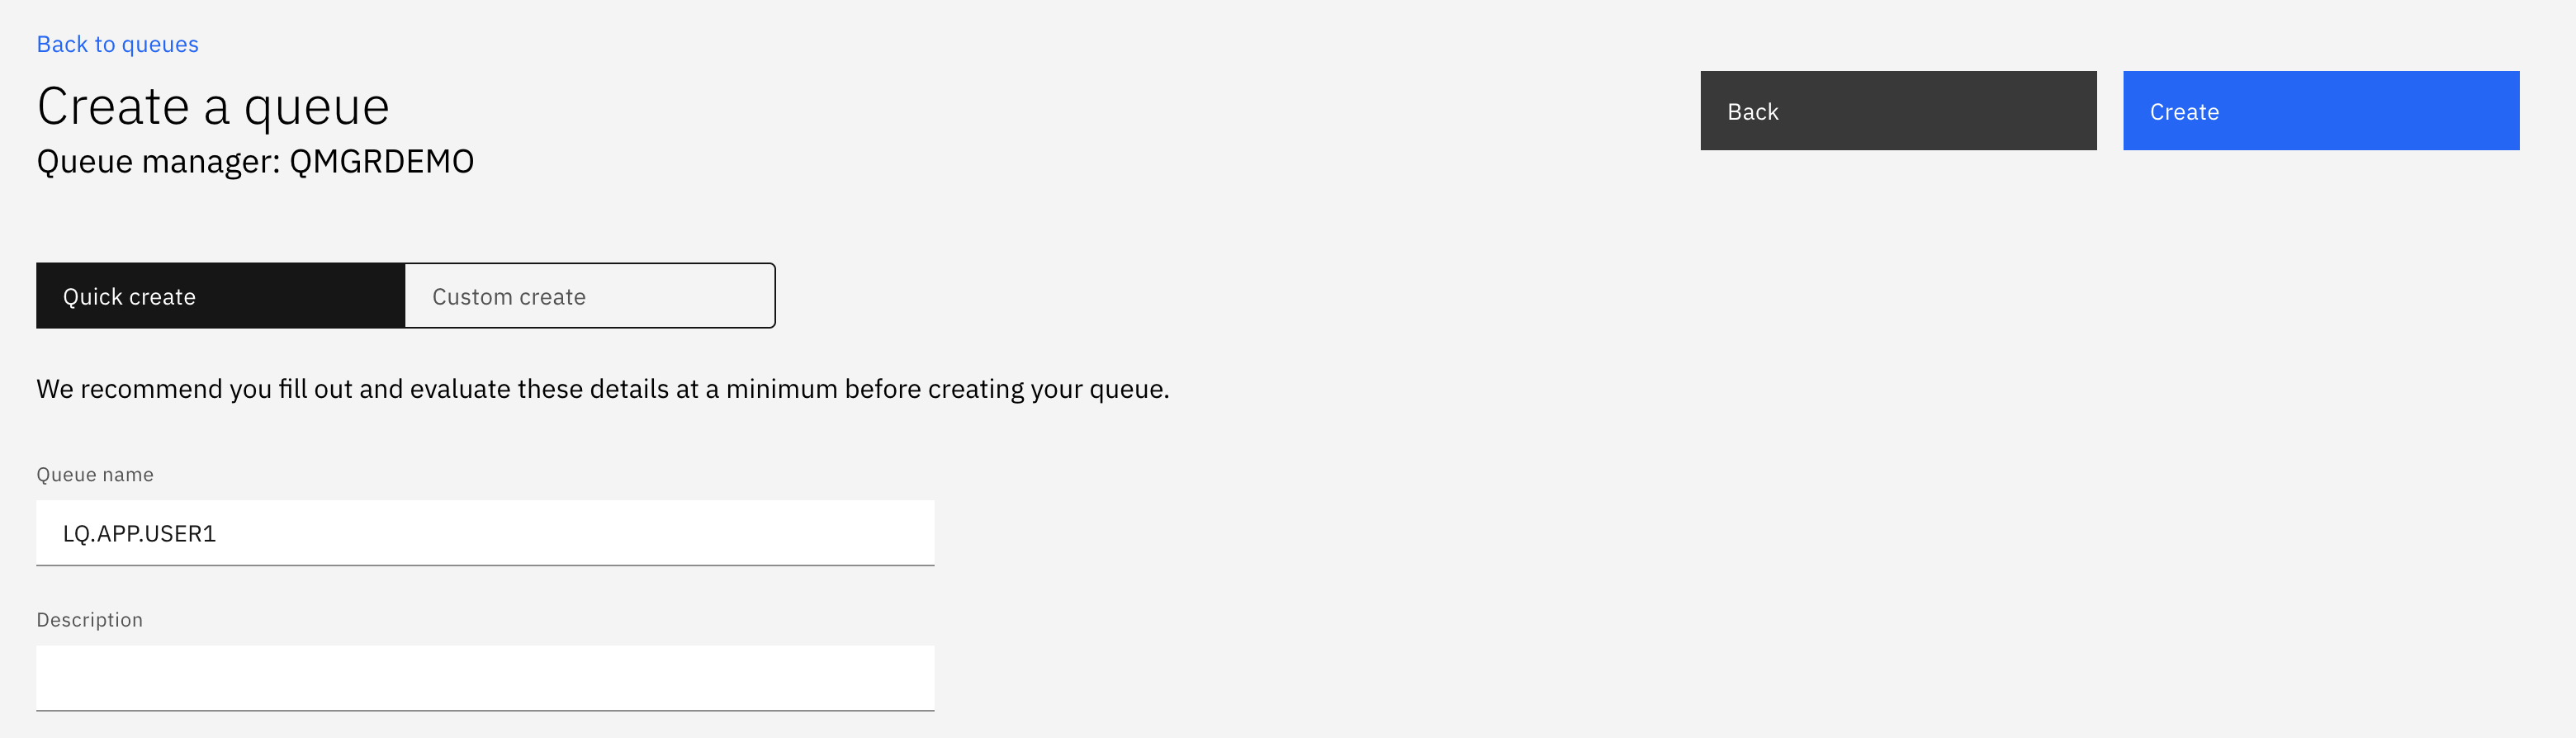 Back to queues
Create a queue
Queue manager: QMGRDEMO
Back
Create
Quick create
Custom create
We recommend you fill out and evaluate these details at a minimum before creating your queue.
Queue name
LQ.APP.USER1
Description